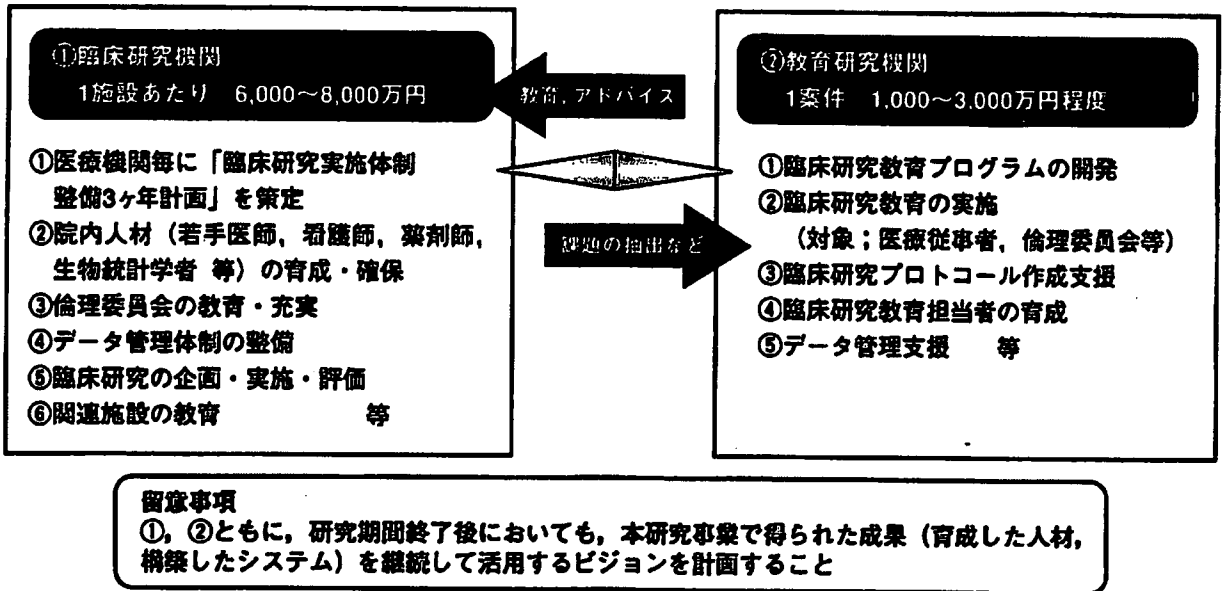 ①臨床研究機関
1施設あたり 6,000～8,000万円
①医療機関毎に「臨床研究実施体制
整備3ヶ年計画」を策定
②院内人材（若手医師，看護師，薬剤師，
生物統計学者 等）の育成・確保
③倫理委員会の教育・充実
④データ管理体制の整備
⑤臨床研究の企画・実施・評価
⑥関連施設の教育 等
教育，アドバイス
課題の抽出など
②教育研究機関
1案件 1,000～3,000万円程度
①臨床研究教育プログラムの開発
②臨床研究教育の実施
（対象；医療従事者，倫理委員会等）
③臨床研究プロトコール作成支援
④臨床研究教育担当者の育成
⑤データ管理支援 等
留意事項
①，②ともに，研究期間終了後においても，本研究事業で得られた成果（育成した人材，
構築したシステム）を継続して活用するビジョンを計画すること